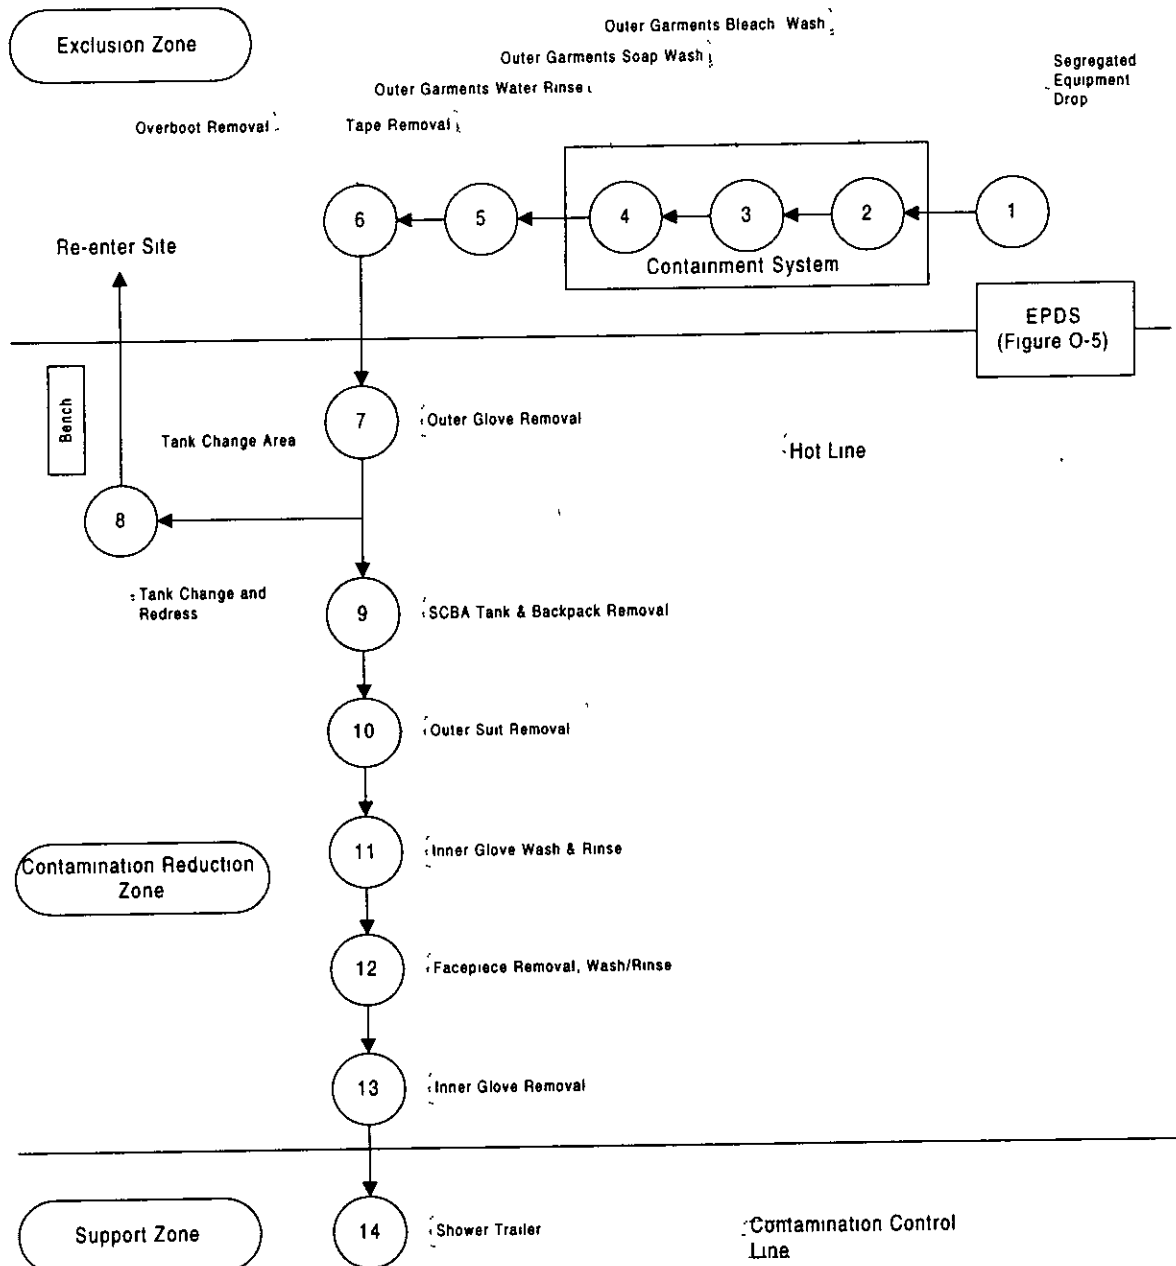 Outer Garments Bleach Wash
Exclusion Zone
Outer Garments Soap Wash
Segregated
Equipment
Drop
Outer Garments Water Rinse
Overboot Removal
Tape Removal
6
5
4
3
2
1
Re-enter Site
Containment System
EPDS
(Figure O-5)
Bench
7
Outer Glove Removal
Tank Change Area
Hot Line
8
Tank Change and
Redress
9
SCBA Tank & Backpack Removal
10
Outer Suit Removal
11
Inner Glove Wash & Rinse
Contamination Reduction
Zone
12
Facepiece Removal, Wash/Rinse
13
Inner Glove Removal
Support Zone
14
Shower Trailer
Contamination Control
Line